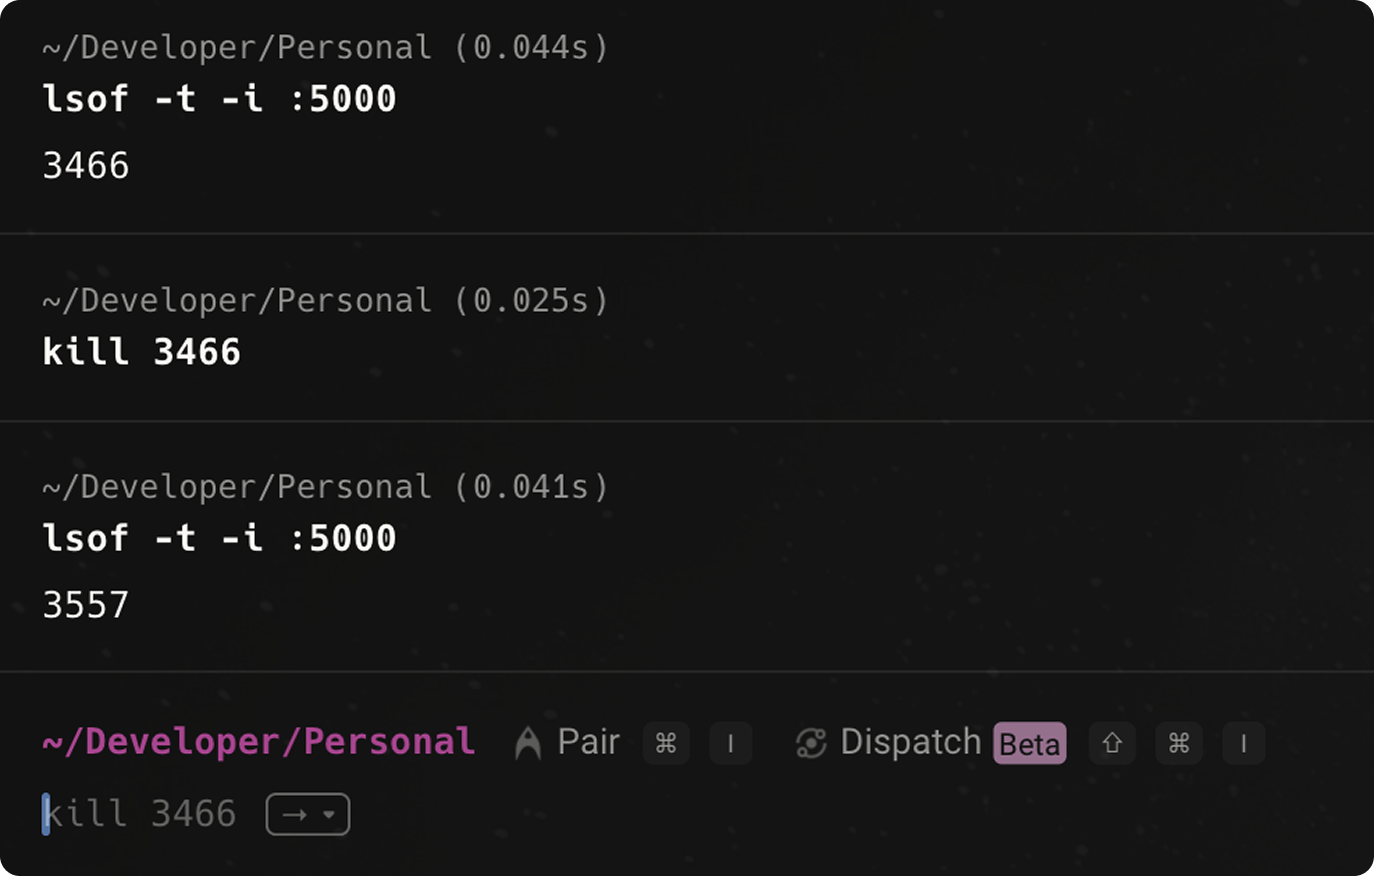 ~/Developer/Personal (0.044s)
lsof -t -i :5000
3466
~/Developer/Personal (0.025s)
kill 3466
~/Developer/Personal (0.041s)
lsof -t -i :5000
3557
~/Developer/Personal Pair ⌘ I Dispatch Beta ⇧ ⌘ I
kill 3466 →